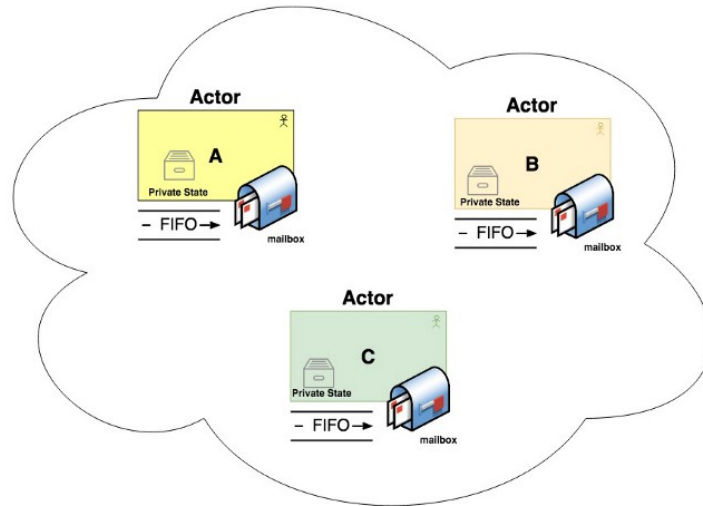 Actor
A
Private State
– FIFO
mailbox
Actor
B
Private State
– FIFO
mailbox
Actor
C
Private State
– FIFO
mailbox